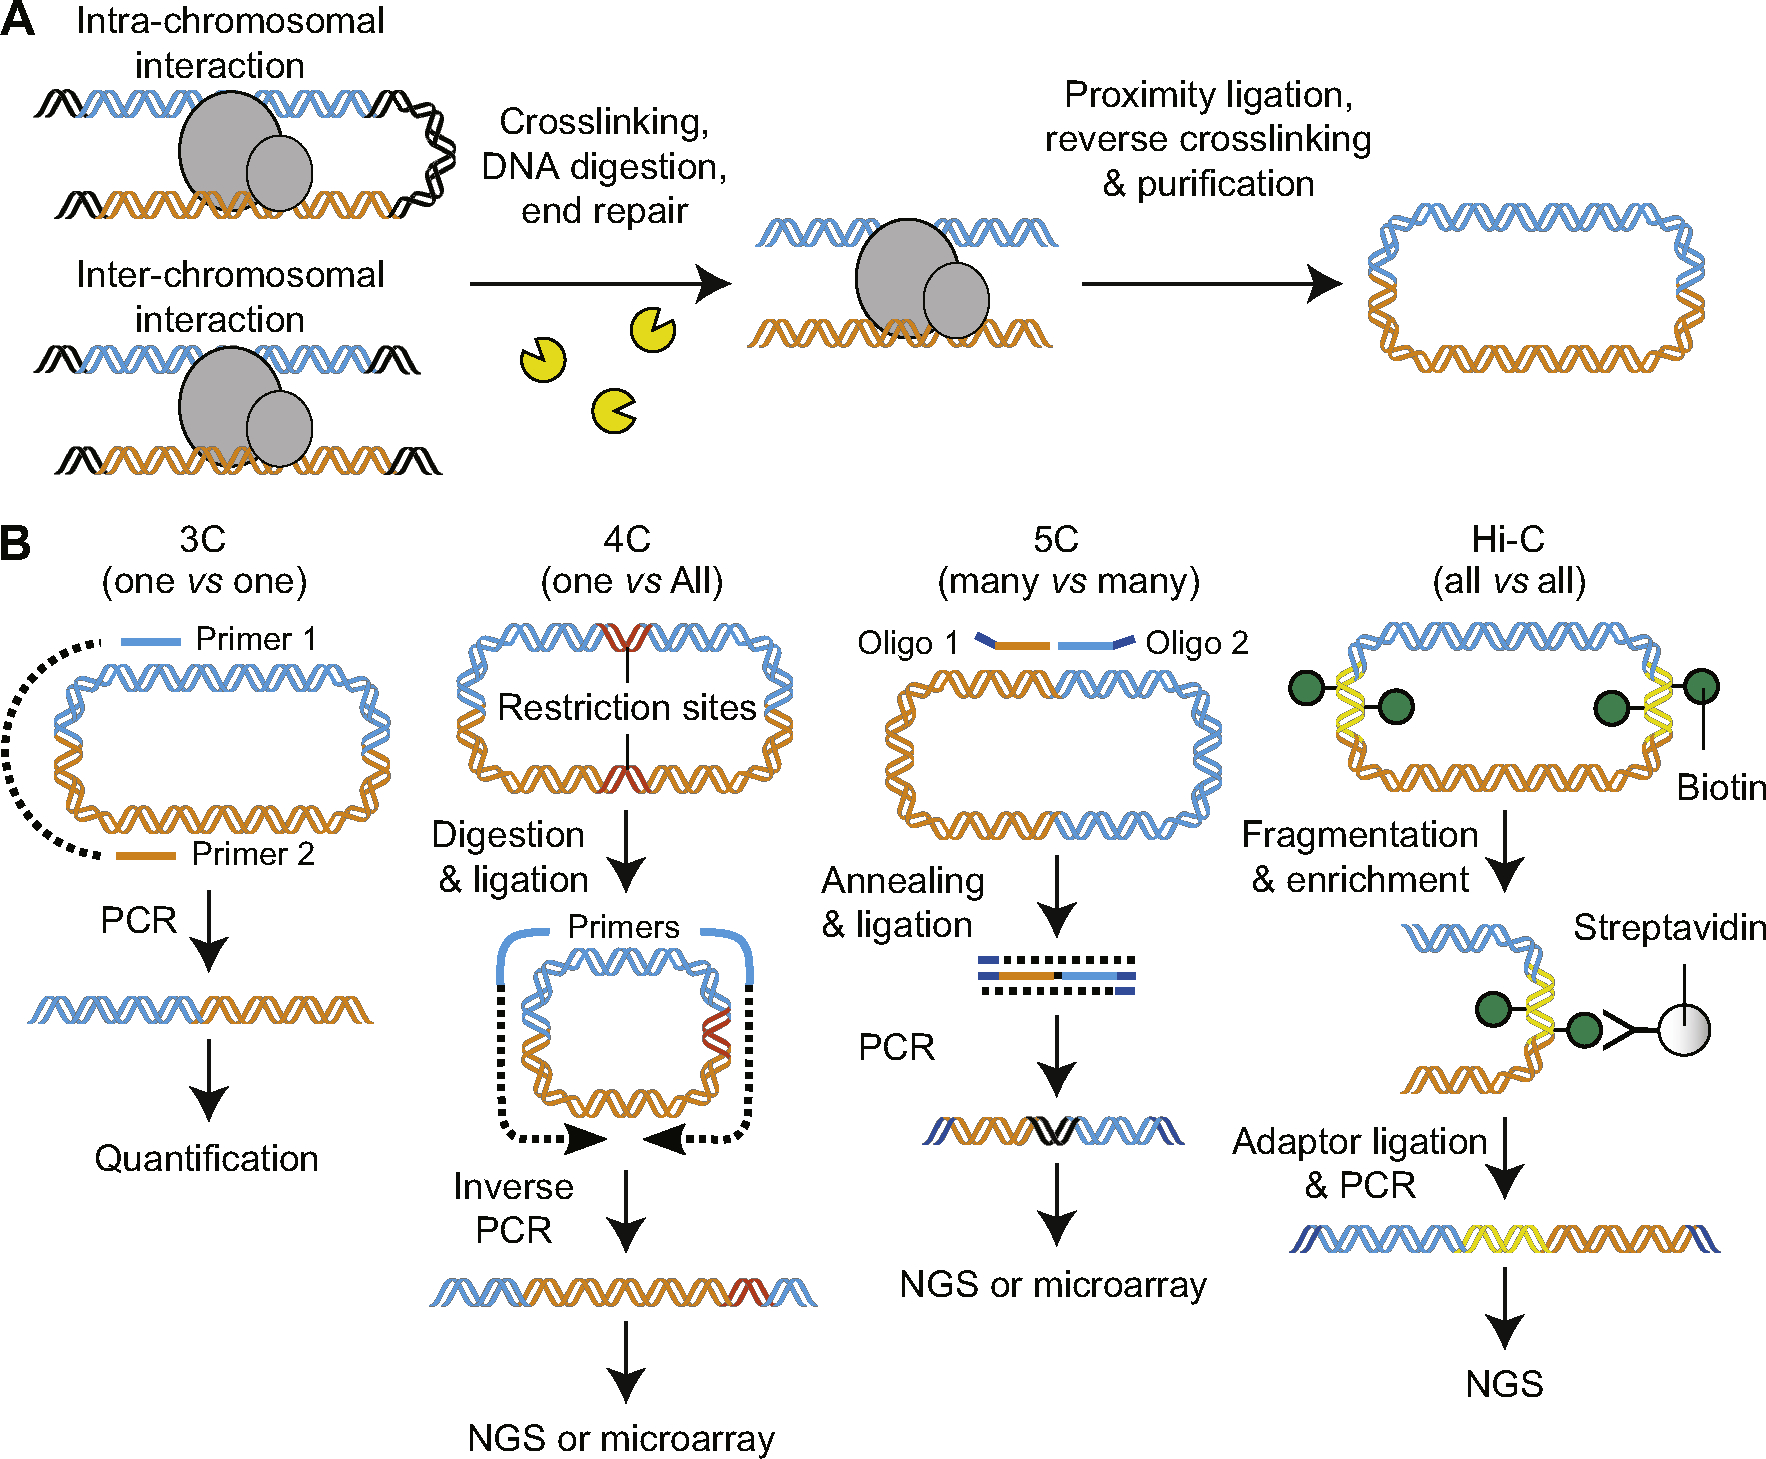 A
Intra-chromosomal
interaction
Inter-chromosomal
interaction
Crosslinking,
DNA digestion,
end repair
Proximity ligation,
reverse crosslinking
& purification
B
3C
(one vs one)
Primer 1
Primer 2
PCR
Quantification
4C
(one vs All)
Restriction sites
Digestion
& ligation
Primers
Inverse
PCR
NGS or microarray
5C
(many vs many)
Oligo 1
Oligo 2
Annealing
& ligation
PCR
NGS or microarray
Hi-C
(all vs all)
Biotin
Fragmentation
& enrichment
Streptavidin
Adaptor ligation
& PCR
NGS